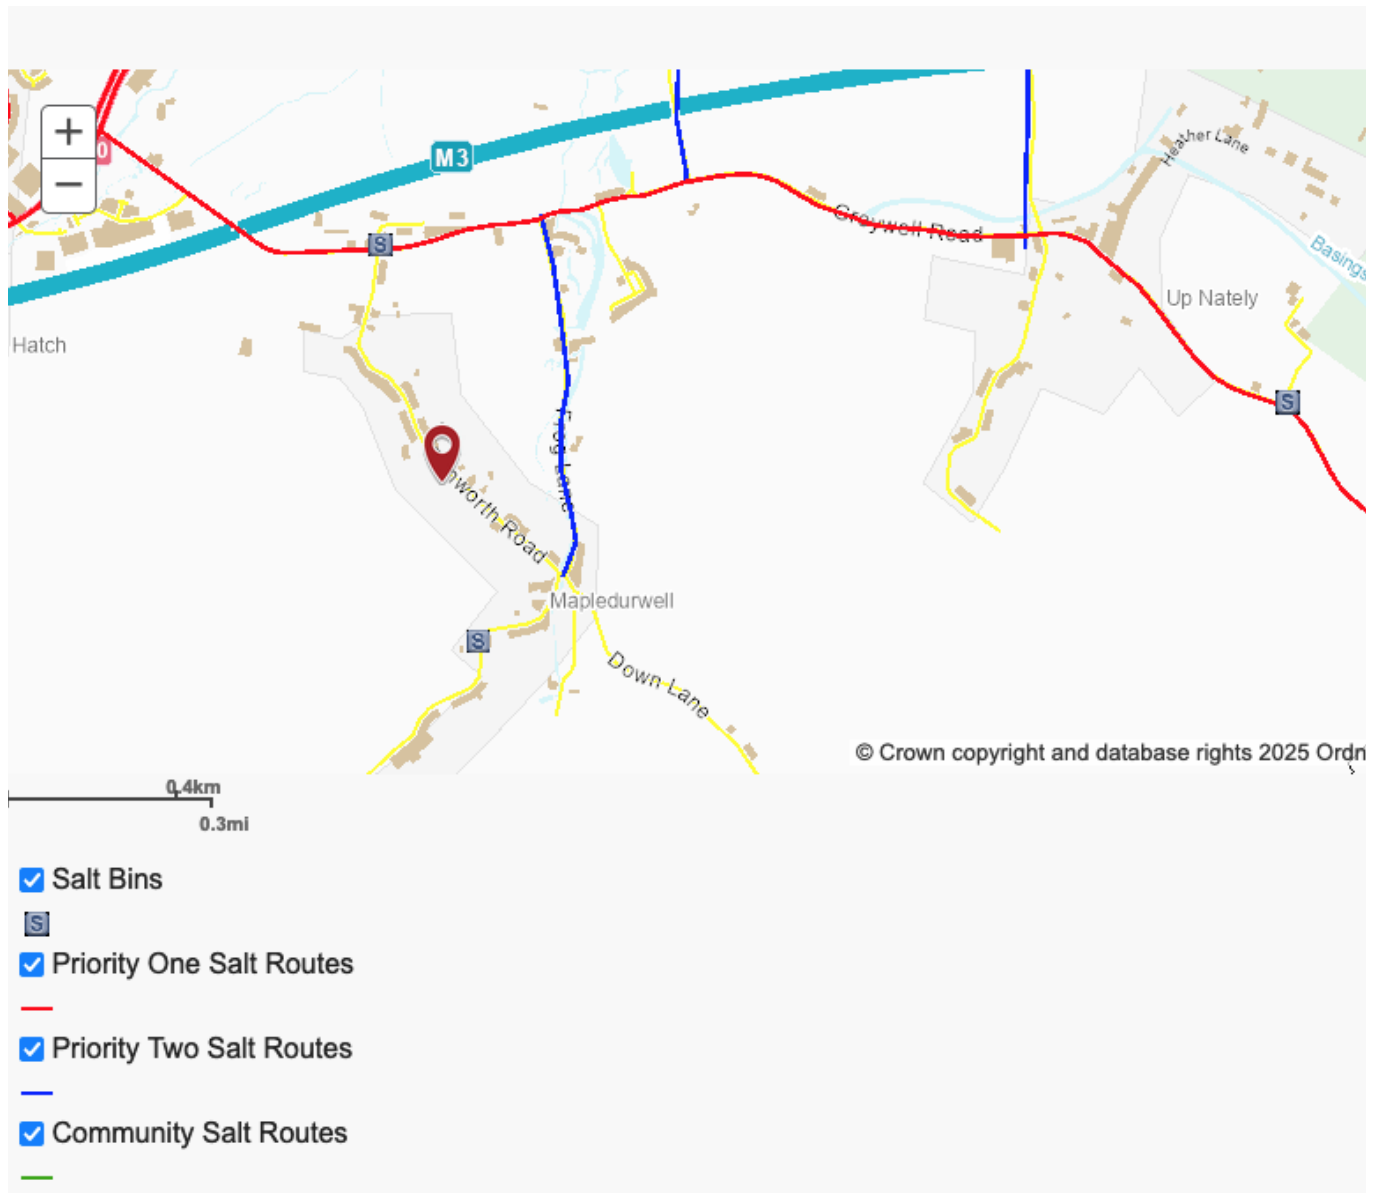 +
−
0
M3
Heather Lane
S
Greywell Road
Basings
Up Nately
Hatch
S
Frog Lane
nworth Road
Mapledurwell
S
Down Lane
© Crown copyright and database rights 2025 Ordn
0.4km
0.3mi
Salt Bins
S
Priority One Salt Routes
Priority Two Salt Routes
Community Salt Routes